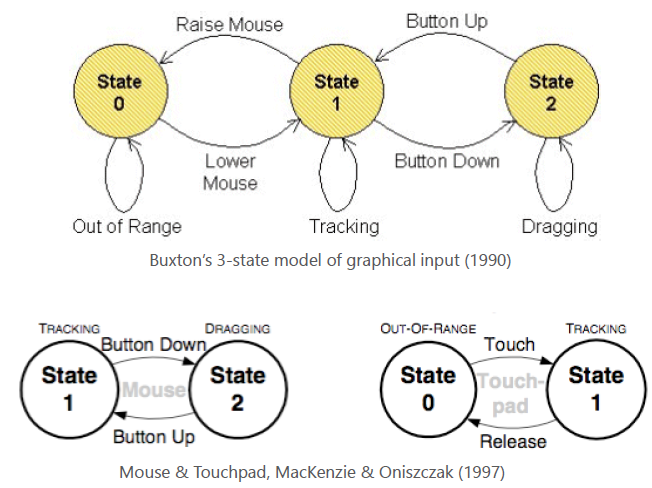 Raise Mouse
Button Up
State
0
State
1
State
2
Lower
Mouse
Button Down
Out of Range
Tracking
Dragging
Buxton’s 3-state model of graphical input (1990)
TRACKING
DRAGGING
Button Down
State
1
Mouse
State
2
Button Up
OUT-OF-RANGE
TRACKING
Touch
State
0
Touch-
pad
State
1
Release
Mouse & Touchpad, MacKenzie & Oniszczak (1997)